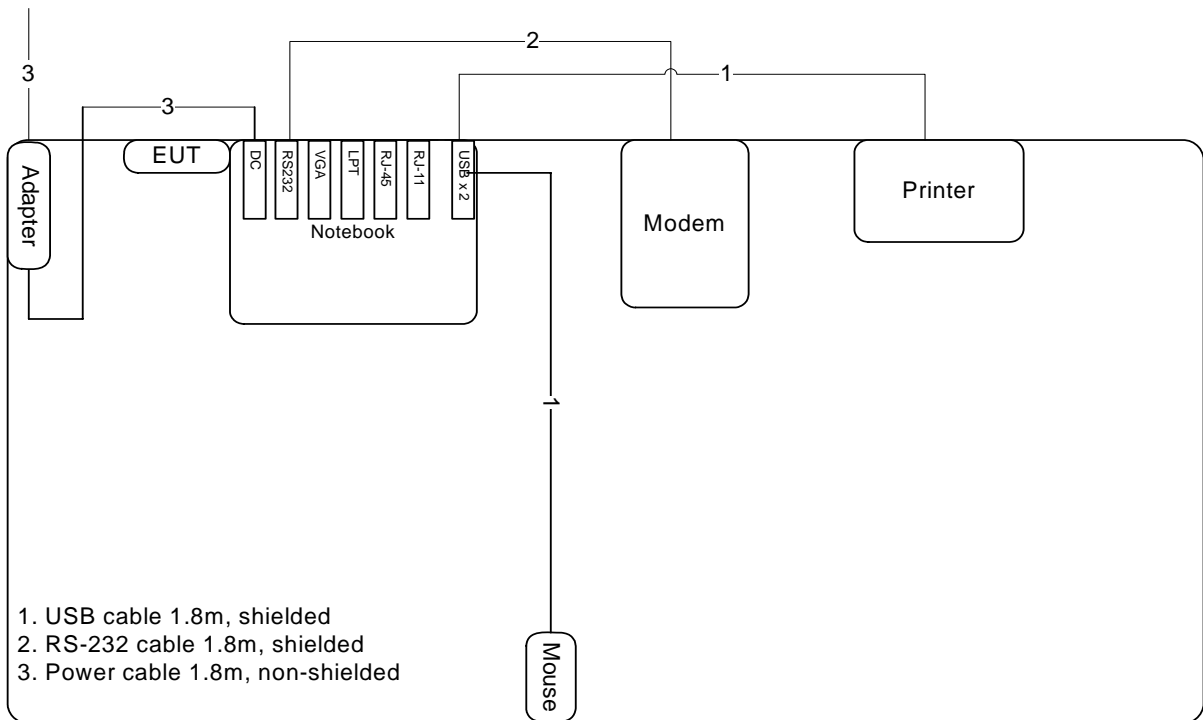 2
3
1
3
EUT
DC
RS232
VGA
LPT
RJ-45
RJ-11
USB x 2
Adapter
Notebook
Modem
Printer
1
1. USB cable 1.8m, shielded
2. RS-232 cable 1.8m, shielded
3. Power cable 1.8m, non-shielded
Mouse